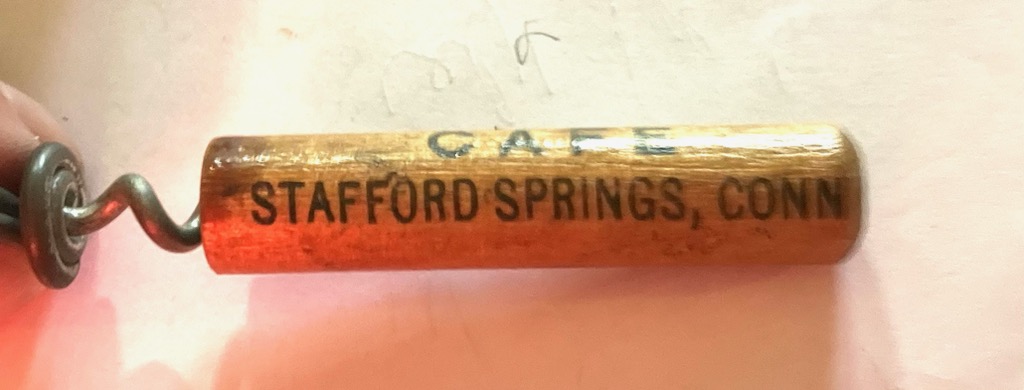 CAFE
STAFFORD SPRINGS, CONN